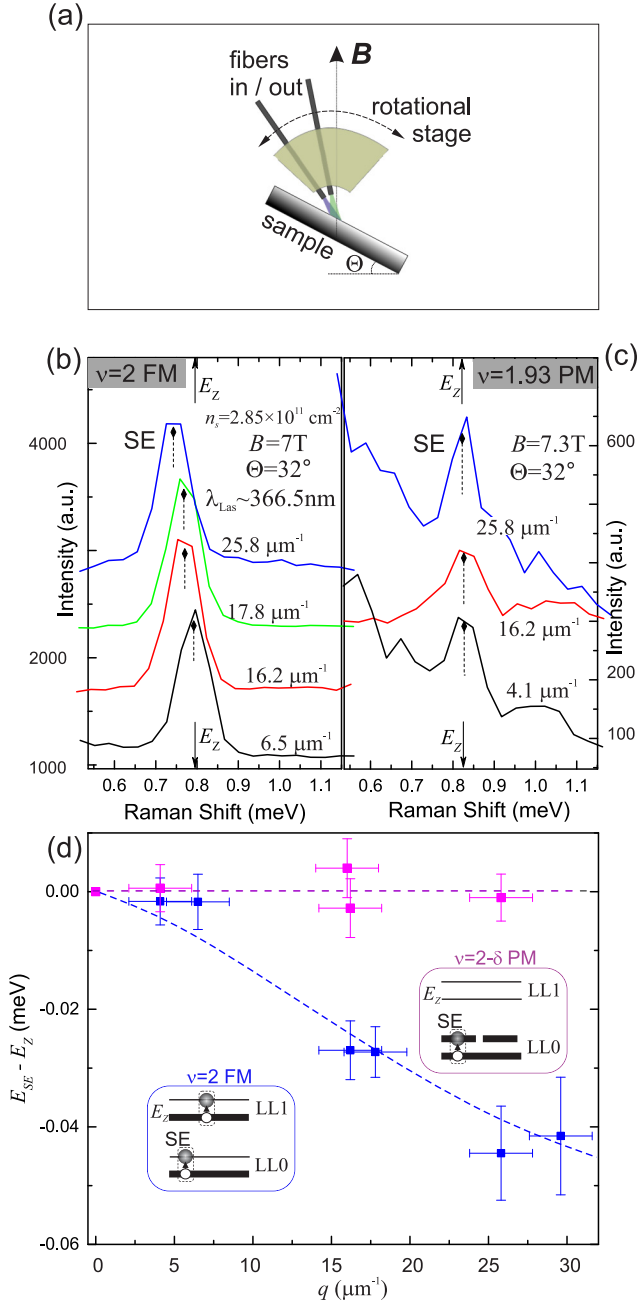 (a)
fibers
in / out
B
rotational
stage
sample
Θ
(b)
ν=2 FM
E_Z
n_s=2.85×10^11 cm^-2
SE
B=7T
Θ=32°
λ_Las~366.5nm
25.8 μm^-1
17.8 μm^-1
16.2 μm^-1
6.5 μm^-1
E_Z
Intensity (a.u.)
4000
2000
1000
0.6 0.7 0.8 0.9 1.0 1.1
Raman Shift (meV)
(c)
ν=1.93 PM
E_Z
SE
B=7.3T
Θ=32°
25.8 μm^-1
16.2 μm^-1
4.1 μm^-1
E_Z
600
200
100
Intensity (a.u.)
0.6 0.7 0.8 0.9 1.0 1.1
Raman Shift (meV)
(d)
0.00
-0.02
-0.04
-0.06
E_SE - E_Z (meV)
ν=2-δ PM
LL1
E_Z
SE
LL0
ν=2 FM
E_Z
LL1
SE
LL0
0 5 10 15 20 25 30
q (μm^-1)